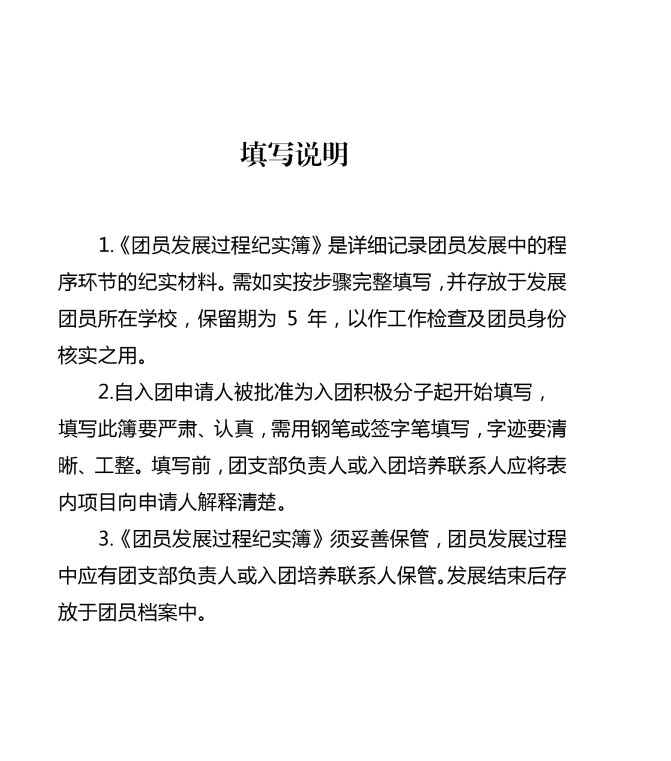 填写说明
1.《团员发展过程纪实簿》是详细记录团员发展中的程
序环节的纪实材料。需如实按步骤完整填写，并存放于发展
团员所在学校，保留期为 5 年，以作工作检查及团员身份
核实之用。
2.自入团申请人被批准为入团积极分子起开始填写，
填写此簿要严肃、认真，需用钢笔或签字笔填写，字迹要清
晰、工整。填写前，团支部负责人或入团培养联系人应将表
内项目向申请人解释清楚。
3.《团员发展过程纪实簿》须妥善保管，团员发展过程
中应有团支部负责人或入团培养联系人保管。发展结束后存
放于团员档案中。